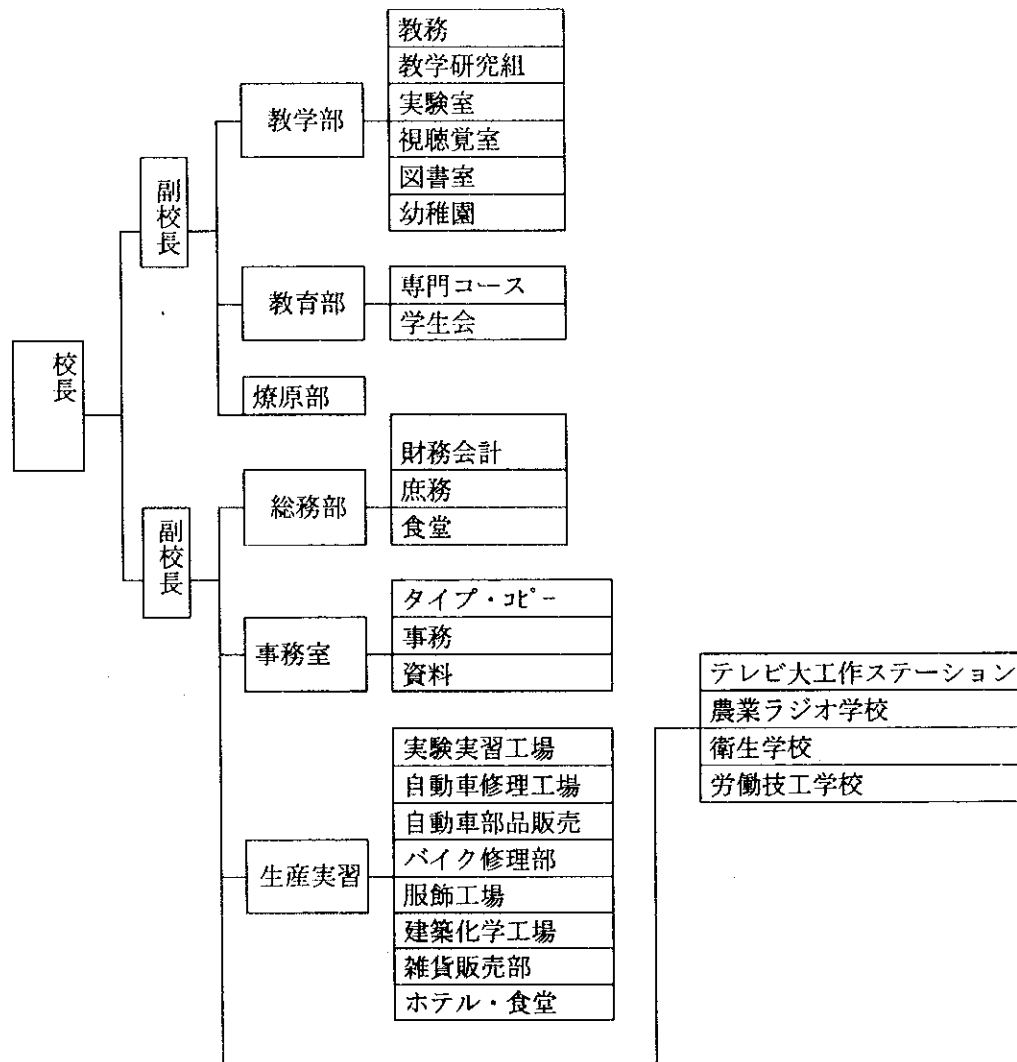 校長
副校長
教学部
教務
教学研究組
実験室
視聴覚室
図書室
幼稚園
教育部
専門コース
学生会
燎原部
副校長
総務部
財務会計
庶務
食堂
事務室
タイプ・コピー
事務
資料
生産実習
実験実習工場
自動車修理工場
自動車部品販売
バイク修理部
服飾工場
建築化学工場
雑貨販売部
ホテル・食堂
テレビ大工作ステーション
農業ラジオ学校
衛生学校
労働技工学校